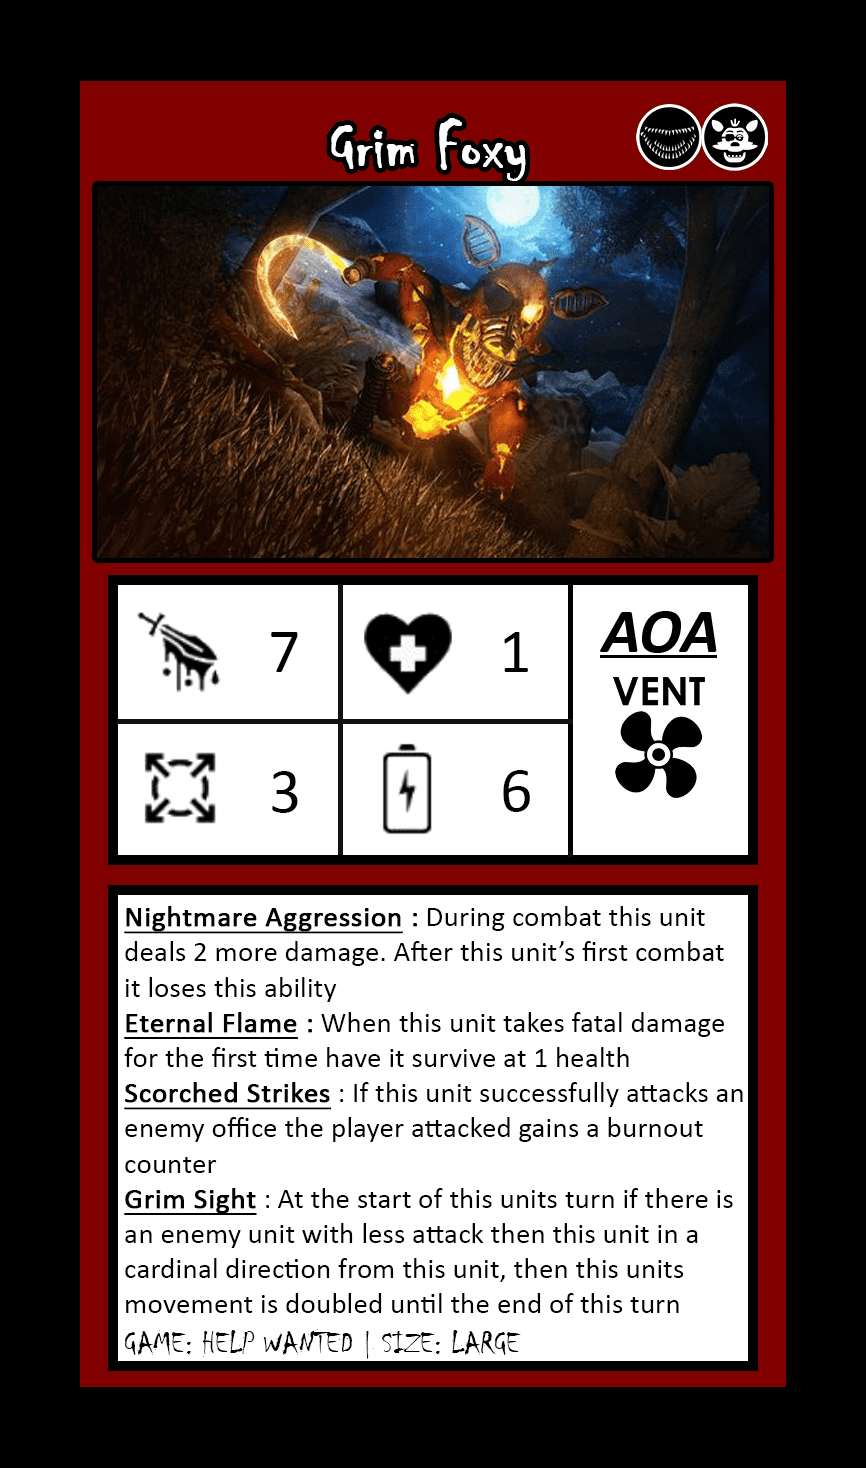 Grim Foxy
7
1
AOA
VENT
3
6
Nightmare Aggression : During combat this unit
deals 2 more damage. After this unit’s first combat
it loses this ability
Eternal Flame : When this unit takes fatal damage
for the first time have it survive at 1 health
Scorched Strikes : If this unit successfully attacks an
enemy office the player attacked gains a burnout
counter
Grim Sight : At the start of this units turn if there is
an enemy unit with less attack then this unit in a
cardinal direction from this unit, then this units
movement is doubled until the end of this turn
GAME: HELP WANTED | SIZE: LARGE